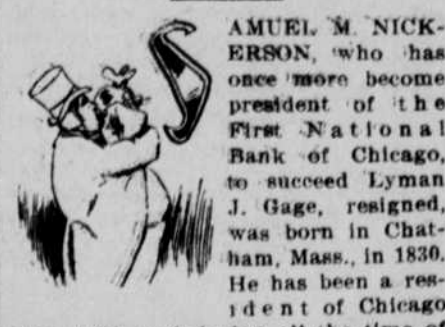 SAMUEL M. NICK-
ERSON, who has
once more become
president of the
First National
Bank of Chicago,
to succeed Lyman
J. Gage, resigned,
was born in Chat-
ham, Mass., in 1830.
He has been a res-
ident of Chicago